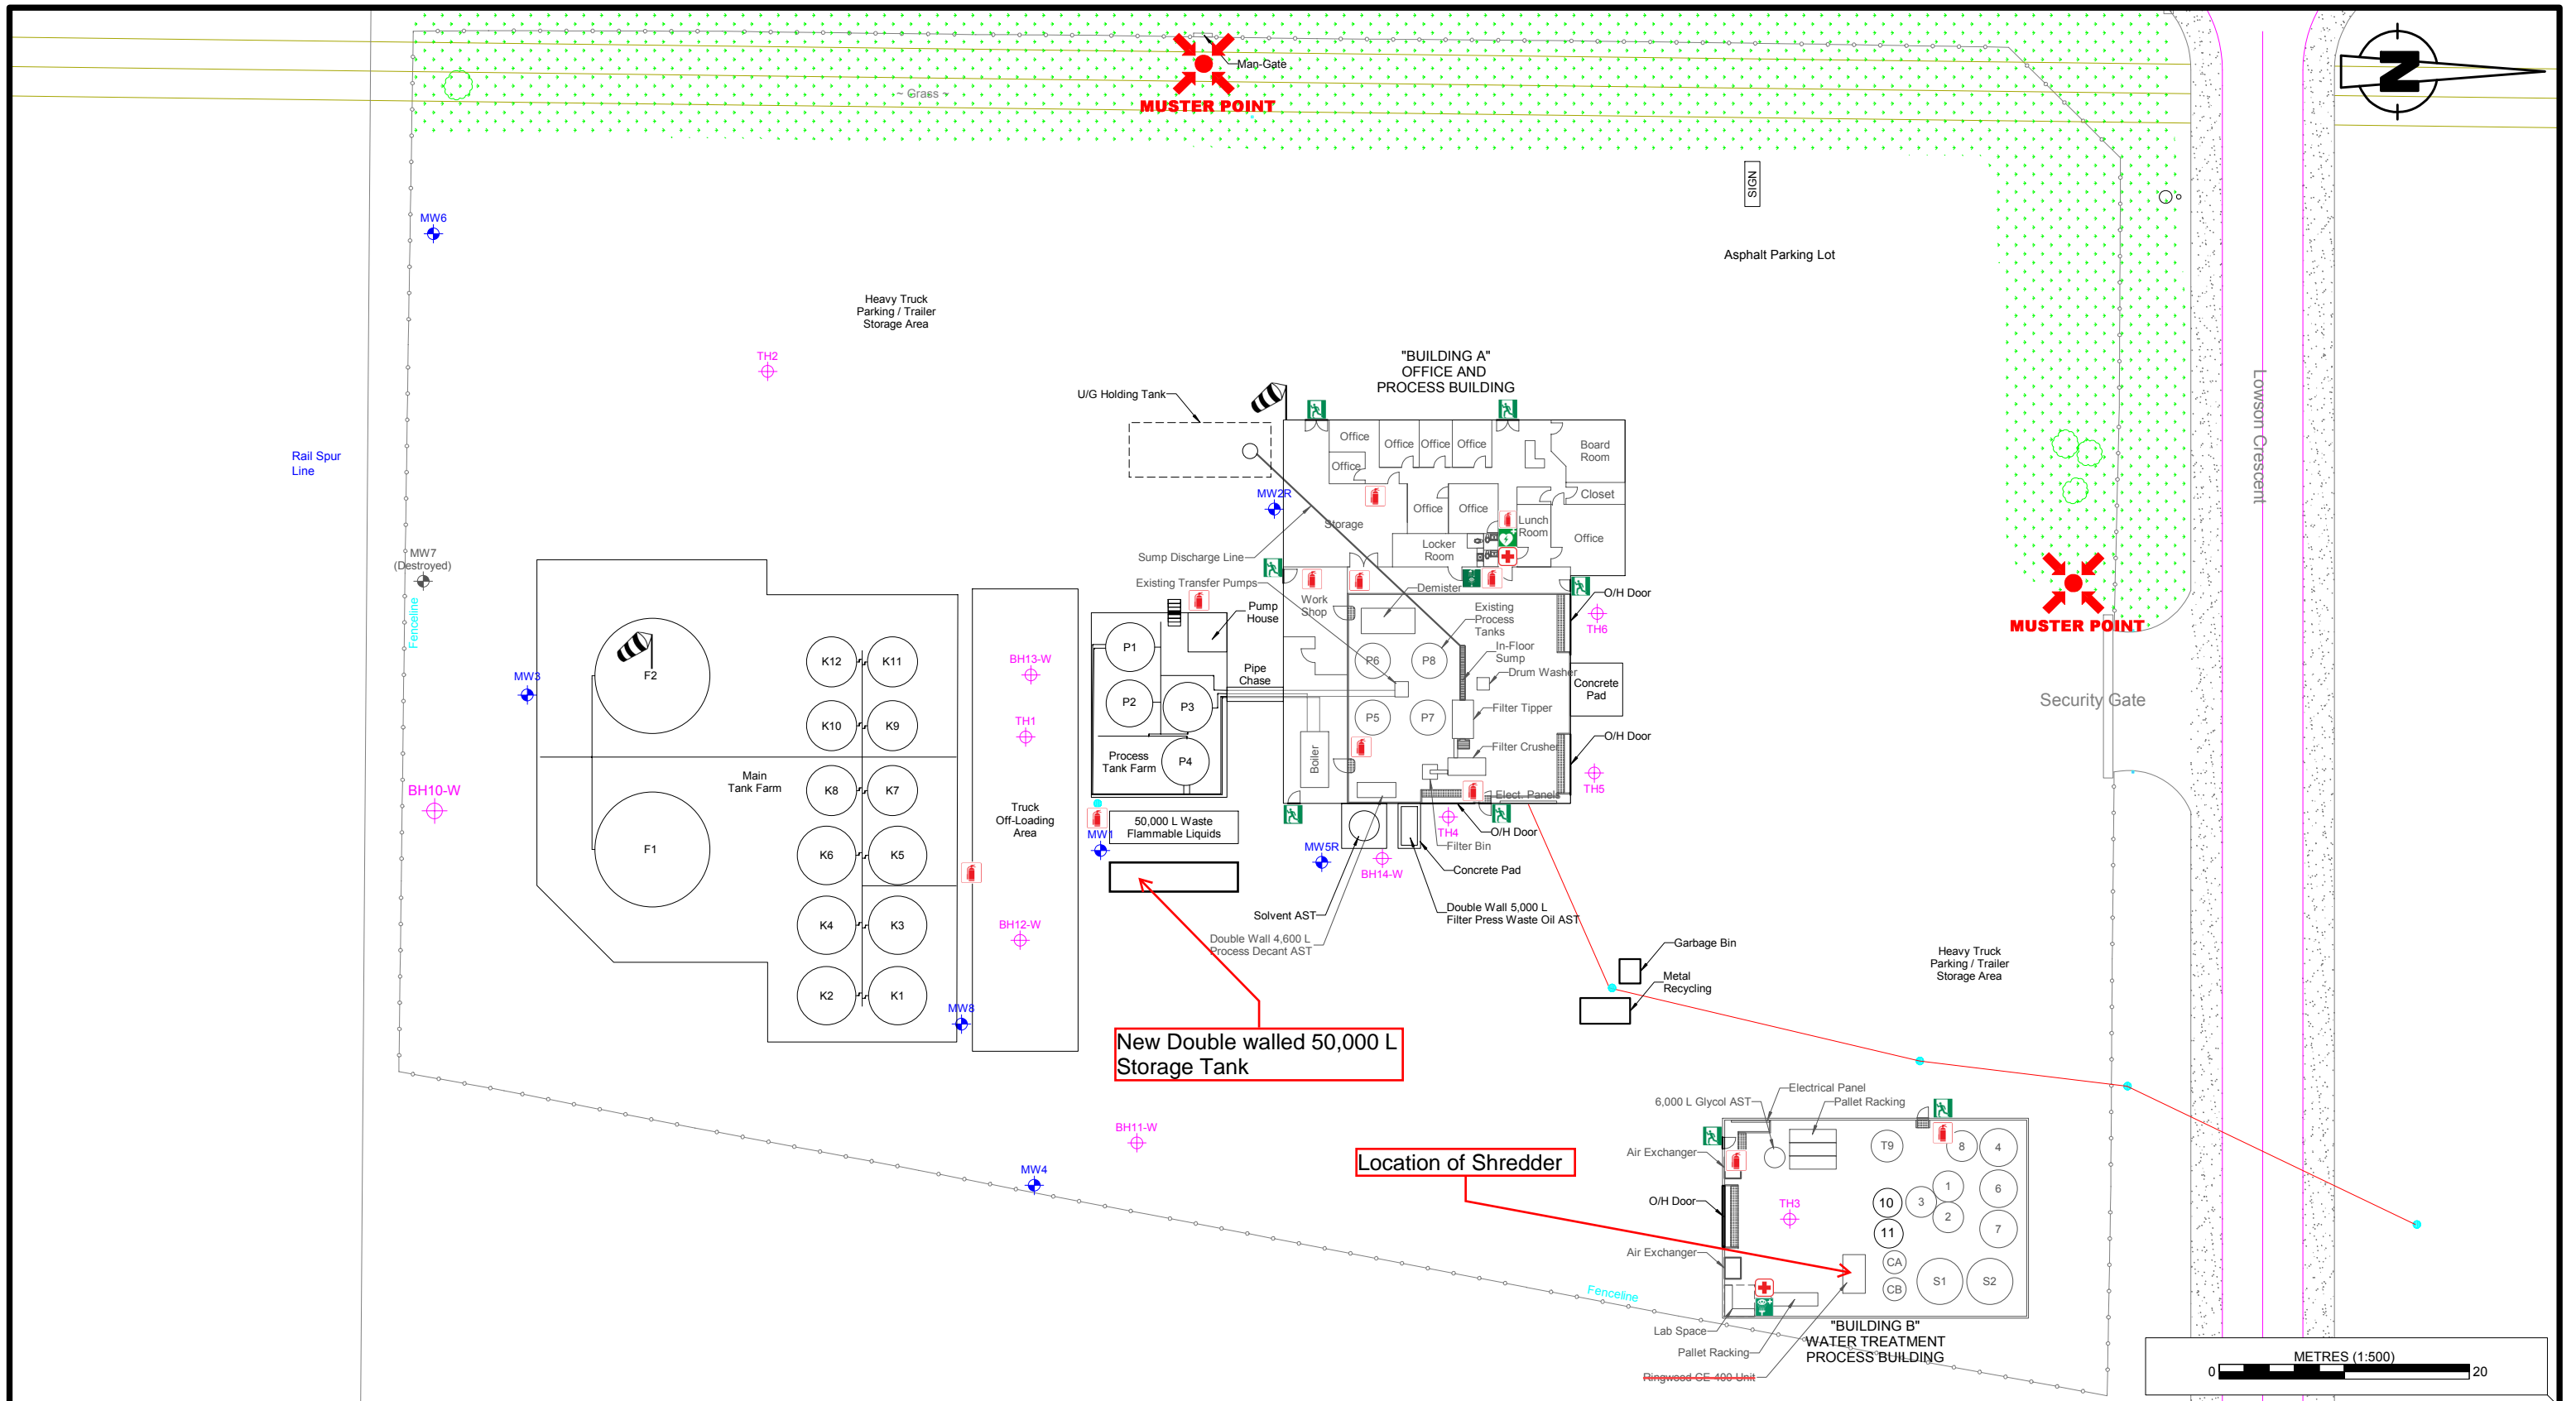 Man-Gate
MUSTER POINT
~ Grass ~
N
SIGN
Asphalt Parking Lot
MW6
Heavy Truck
Parking / Trailer
Storage Area
TH2
"BUILDING A"
OFFICE AND
PROCESS BUILDING
U/G Holding Tank
Lowson Crescent
Rail Spur
Line
Office
Office
Office
Office
Board
Room
Office
Closet
MW2R
Storage
Office
Office
Lunch
Room
Office
Locker
Room
Sump Discharge Line
Existing Transfer Pumps
MW7
(Destroyed)
Fenceline
Work
Shop
Demister
Existing
Process
Tanks
O/H Door
TH6
MUSTER POINT
Pump
House
In-Floor
Sump
Drum Washer
Pipe
Chase
P1
P2
P3
P4
P6
P8
P5
P7
Concrete
Pad
Security Gate
Filter Tipper
Filter Crusher
O/H Door
TH5
Boiler
Elect. Panels
Process
Tank Farm
MW3
F2
F1
K12
K11
K10
K9
K8
K7
K6
K5
K4
K3
K2
K1
Main
Tank Farm
BH13-W
TH1
Truck
Off-Loading
Area
BH12-W
BH10-W
MW1
50,000 L Waste
Flammable Liquids
MW5R
BH14-W
TH4
O/H Door
Filter Bin
Concrete Pad
Solvent AST
Double Wall 5,000 L
Filter Press Waste Oil AST
Double Wall 4,600 L
Process Decant AST
MW8
New Double walled 50,000 L
Storage Tank
Garbage Bin
Metal
Recycling
Heavy Truck
Parking / Trailer
Storage Area
BH11-W
MW4
Location of Shredder
Electrical Panel
6,000 L Glycol AST
Pallet Racking
Air Exchanger
O/H Door
TH3
Air Exchanger
T9
8
4
1
6
10
3
2
11
7
CA
CB
S1
S2
Fenceline
Lab Space
Pallet Racking
Ringwood CE-400 Unit
"BUILDING B"
WATER TREATMENT
PROCESS BUILDING
METRES (1:500)
0
20